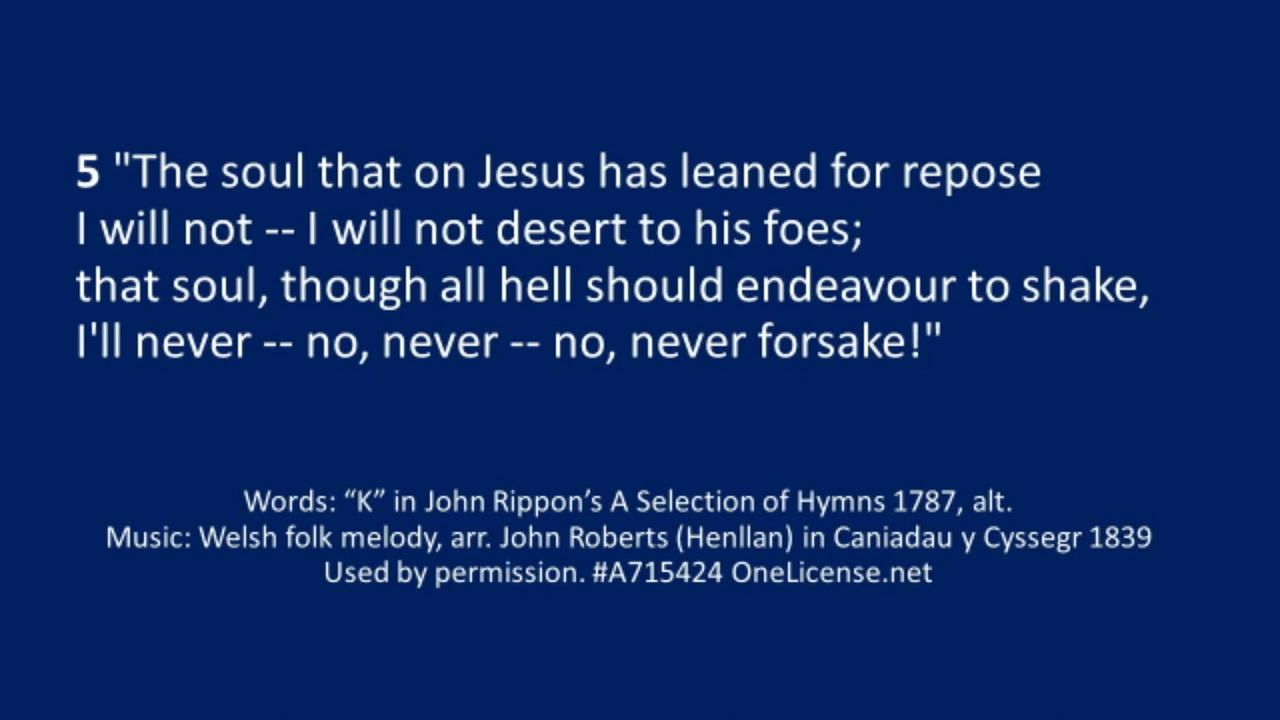 5 "The soul that on Jesus has leaned for repose
I will not -- I will not desert to his foes;
that soul, though all hell should endeavour to shake,
I'll never -- no, never -- no, never forsake!"
Words: “K” in John Rippon’s A Selection of Hymns 1787, alt.
Music: Welsh folk melody, arr. John Roberts (Henllan) in Caniadau y Cyssegr 1839
Used by permission. #A715424 OneLicense.net